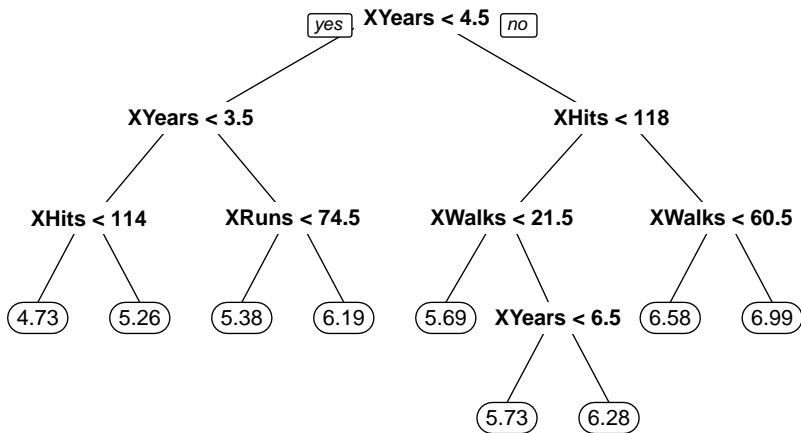 yes XYears < 4.5 no
XYears < 3.5 XHits < 118
XHits < 114 XRuns < 74.5 XWalks < 21.5 XWalks < 60.5
4.73 5.26 5.38 6.19 5.69 XYears < 6.5 6.58 6.99
5.73 6.28